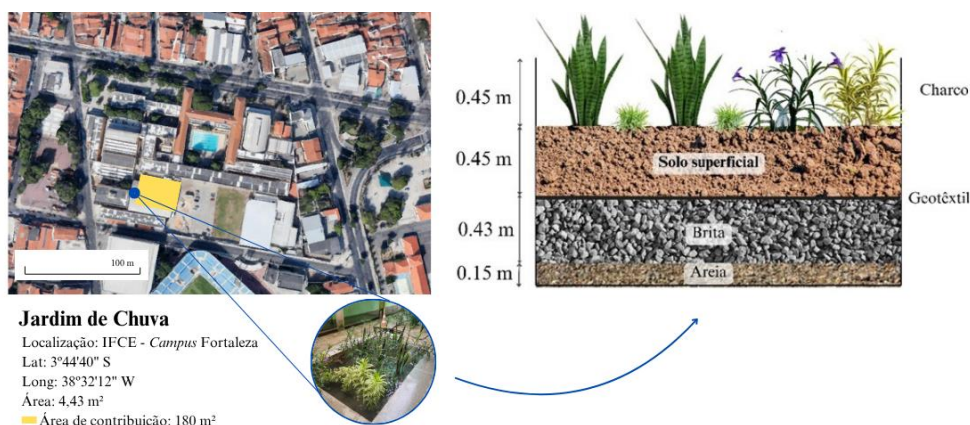 100 m
Jardim de Chuva
Localização: IFCE - Campus Fortaleza
Lat: 3º44'40" S
Long: 38º32'12" W
Área: 4,43 m²
Área de contribuição: 180 m²
0.45 m
Charco
0.45 m
Solo superficial
Geotêxtil
0.43 m
Brita
0.15 m
Areia